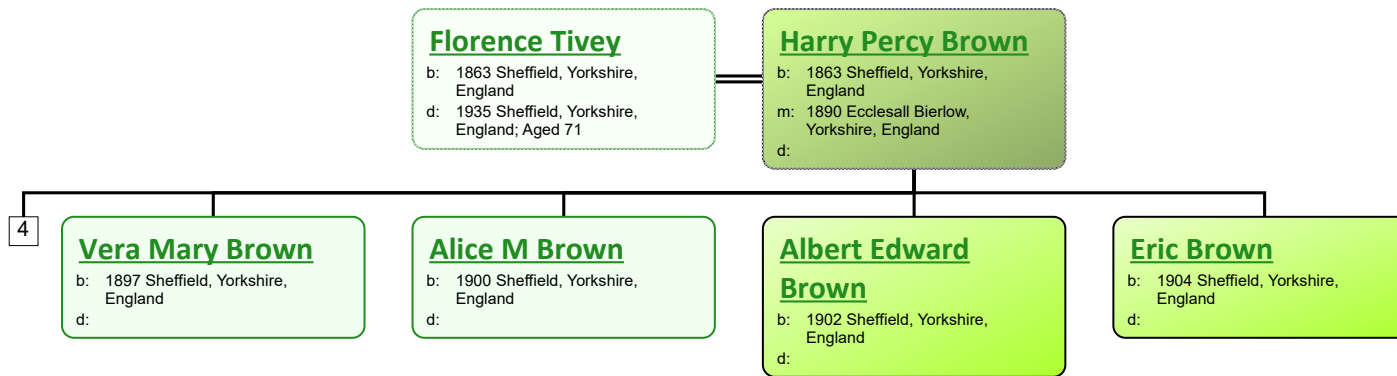 Florence Tivey
b: 1863 Sheffield, Yorkshire,
England
d: 1935 Sheffield, Yorkshire,
England; Aged 71
Harry Percy Brown
b: 1863 Sheffield, Yorkshire,
England
m: 1890 Ecclesall Bierlow,
Yorkshire, England
d:
4
Vera Mary Brown
b: 1897 Sheffield, Yorkshire,
England
d:
Alice M Brown
b: 1900 Sheffield, Yorkshire,
England
d:
Albert Edward
Brown
b: 1902 Sheffield, Yorkshire,
England
d:
Eric Brown
b: 1904 Sheffield, Yorkshire,
England
d: